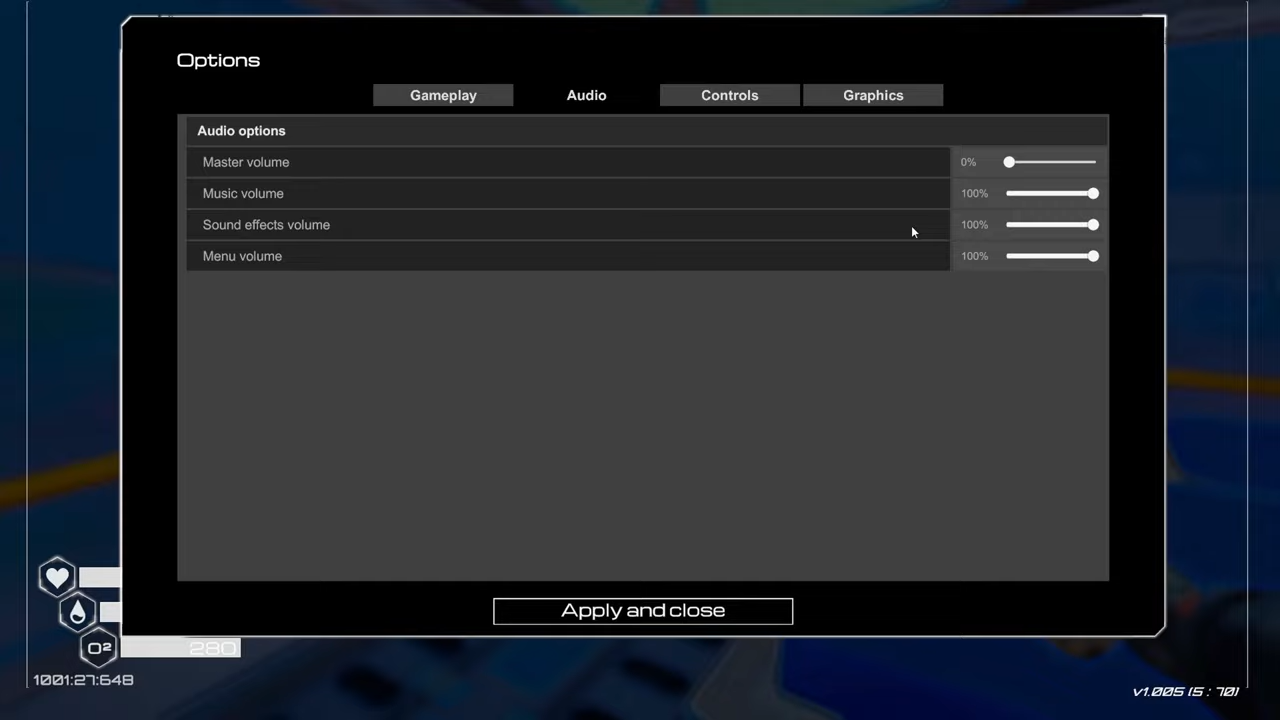 Options
Gameplay Audio Controls Graphics
Audio options
Master volume 0%
Music volume 100%
Sound effects volume 100%
Menu volume 100%
Apply and close
O² 280
1001:27:648
v1.005 (5 : 70)